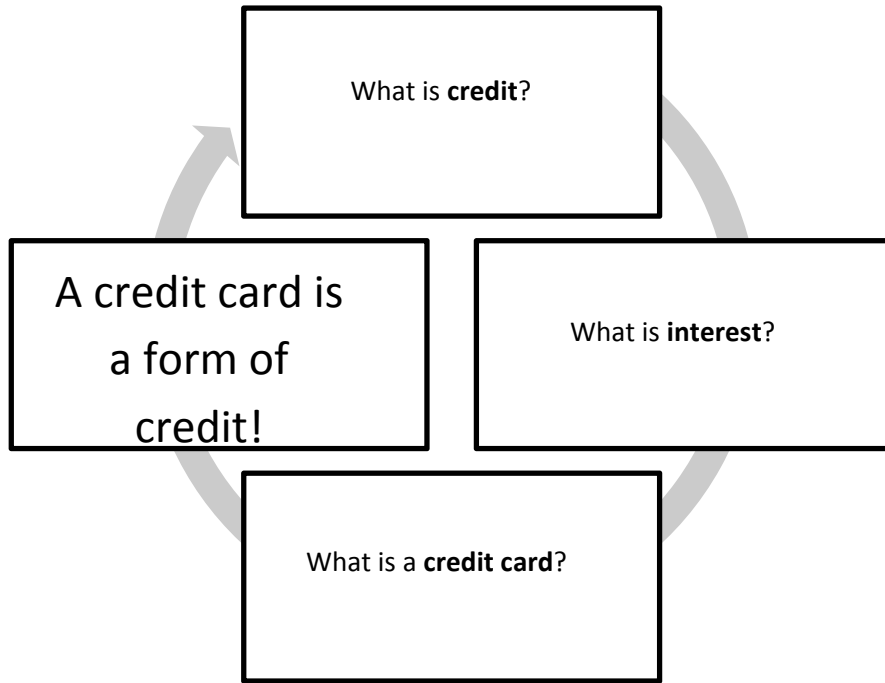 What is credit?
What is interest?
What is a credit card?
A credit card is
a form of
credit!